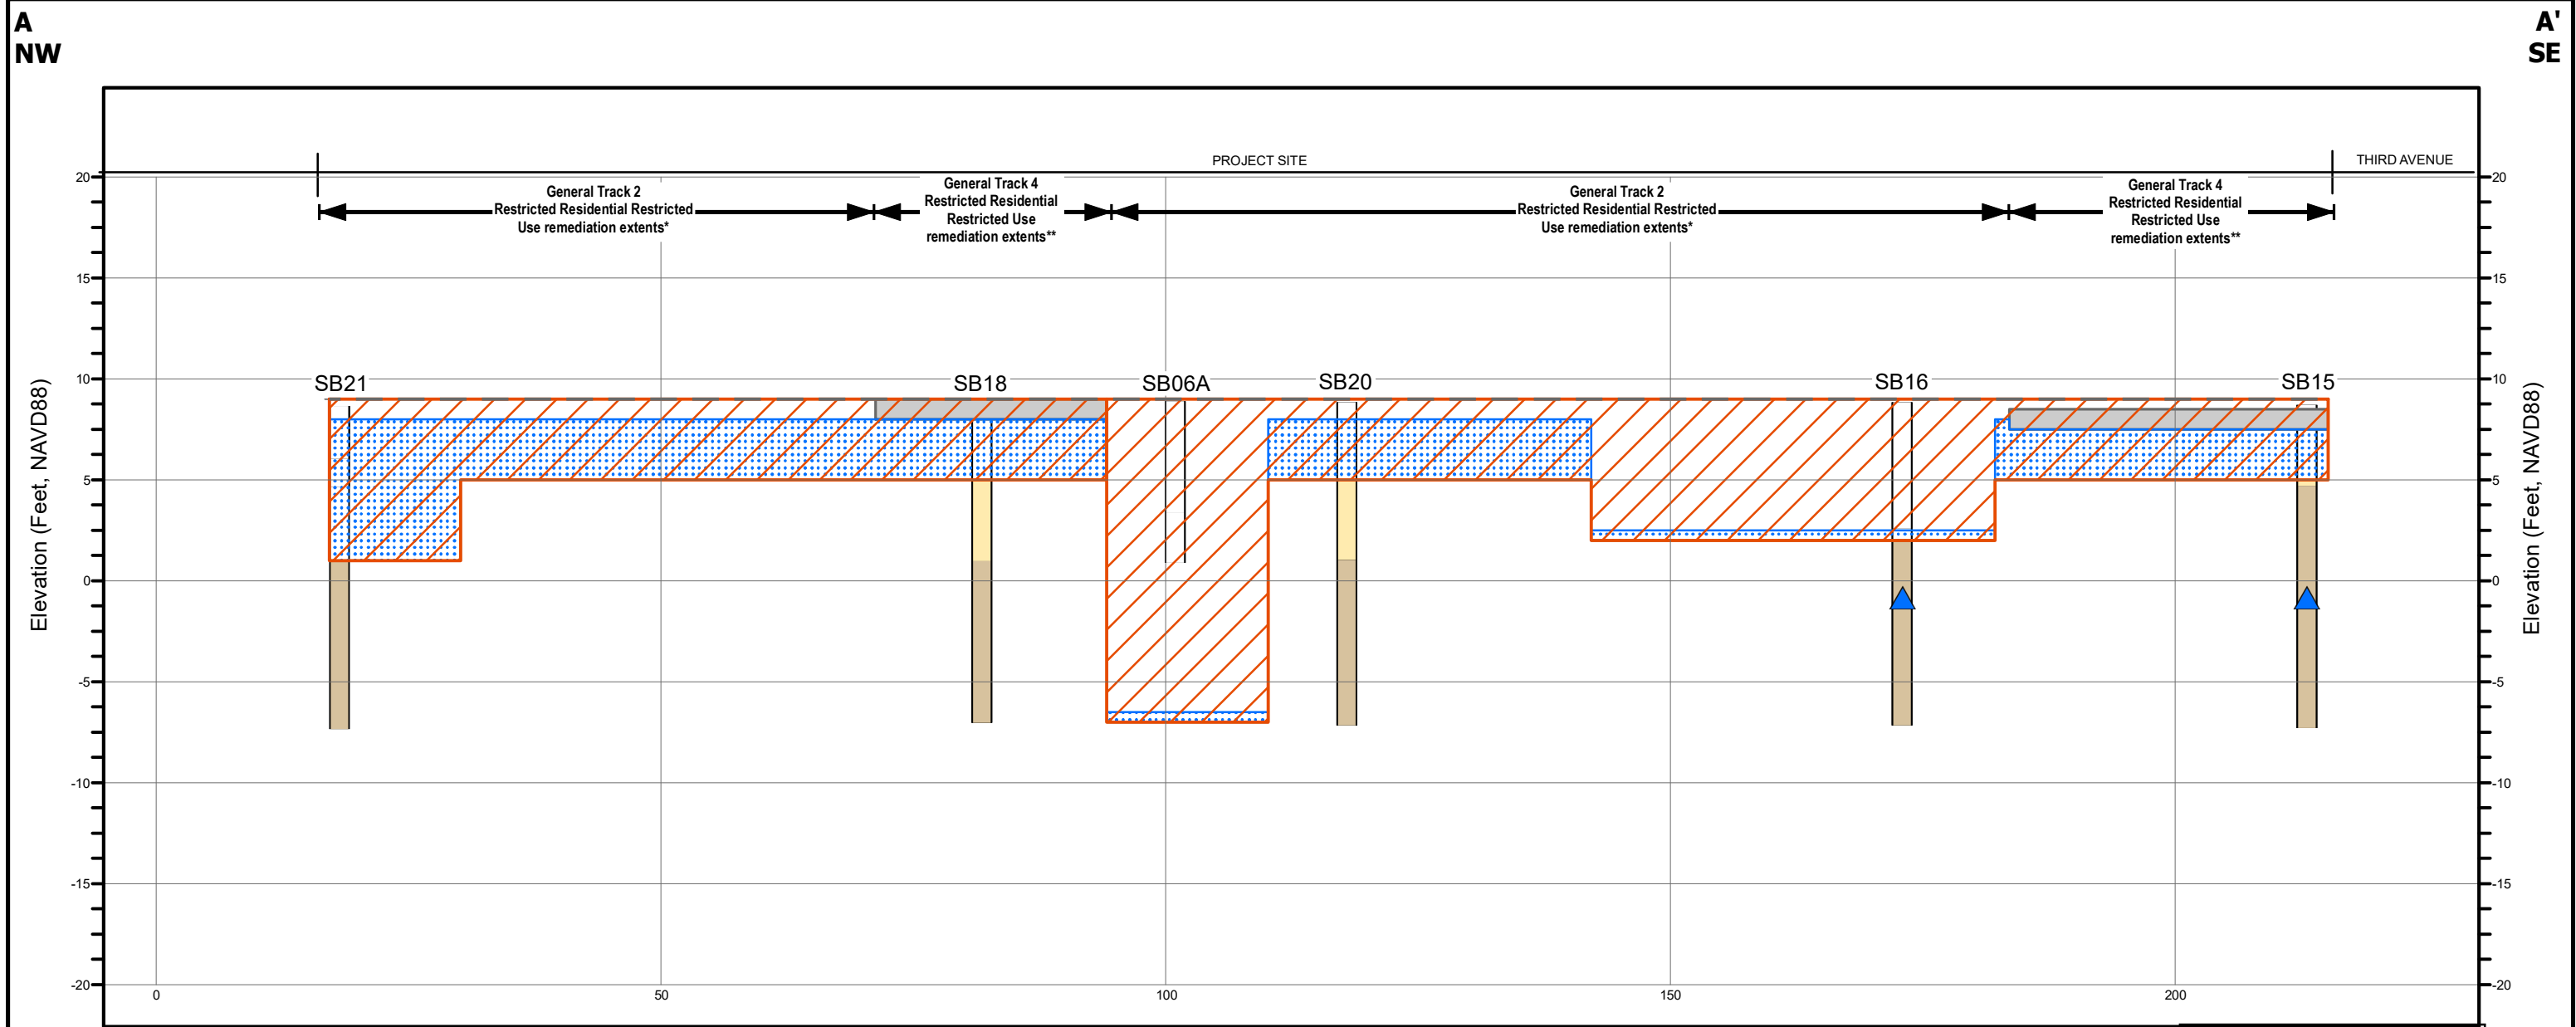 A
NW
A'
SE
PROJECT SITE
THIRD AVENUE
General Track 2
Restricted Residential Restricted
Use remediation extents*
General Track 4
Restricted Residential
Restricted Use
remediation extents**
General Track 2
Restricted Residential Restricted
Use remediation extents*
General Track 4
Restricted Residential
Restricted Use
remediation extents**
SB21
SB18
SB06A
SB20
SB16
SB15
Elevation (Feet, NAVD88)
20
15
10
5
0
-5
-10
-15
-20
Elevation (Feet, NAVD88)
20
15
10
5
0
-5
-10
-15
-20
0
50
100
150
200